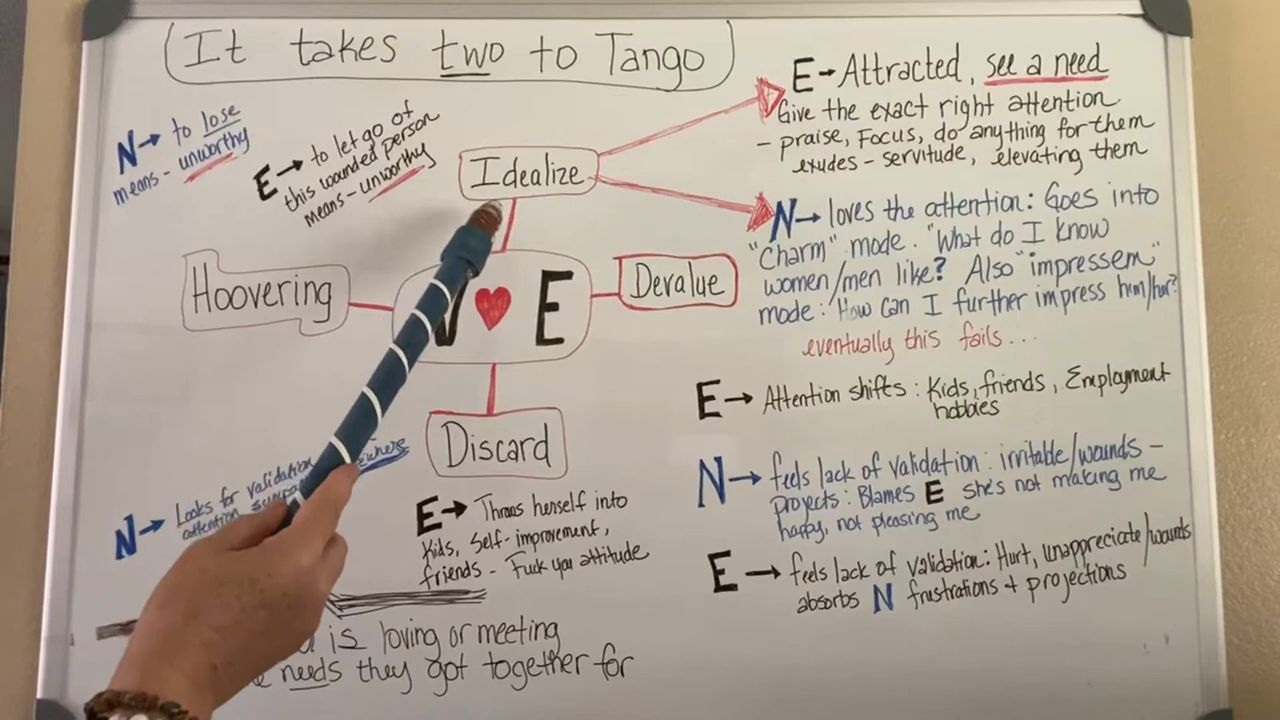 It takes two to Tango
N→ to lose
means - unworthy
E→ to let go of
this wounded person
means - unworthy
Idealize
Hoovering
E
Devalue
Discard
E→Attracted, see a need
Give the exact right attention
- praise, Focus, do anything for them
exudes - servitude, elevating them
N→ loves the attention: Goes into
"Charm" mode. "What do I know
women/men like? Also "impressem"
mode: How can I further impress him/her?
eventually this fails...
E→ Attention shifts: Kids, friends, Employment
hobbies
N→ feels lack of validation: irritable/wounds -
projects: Blames E she's not making me
happy, not pleasing me
E→ feels lack of validation: Hurt, unappreciate/wounds
absorbs N frustrations + projections
N→ Looks for validation
attention
E→ Throws herself into
Kids, Self-improvement,
friends - Fuck you attitude
is loving or meeting
needs they got together for